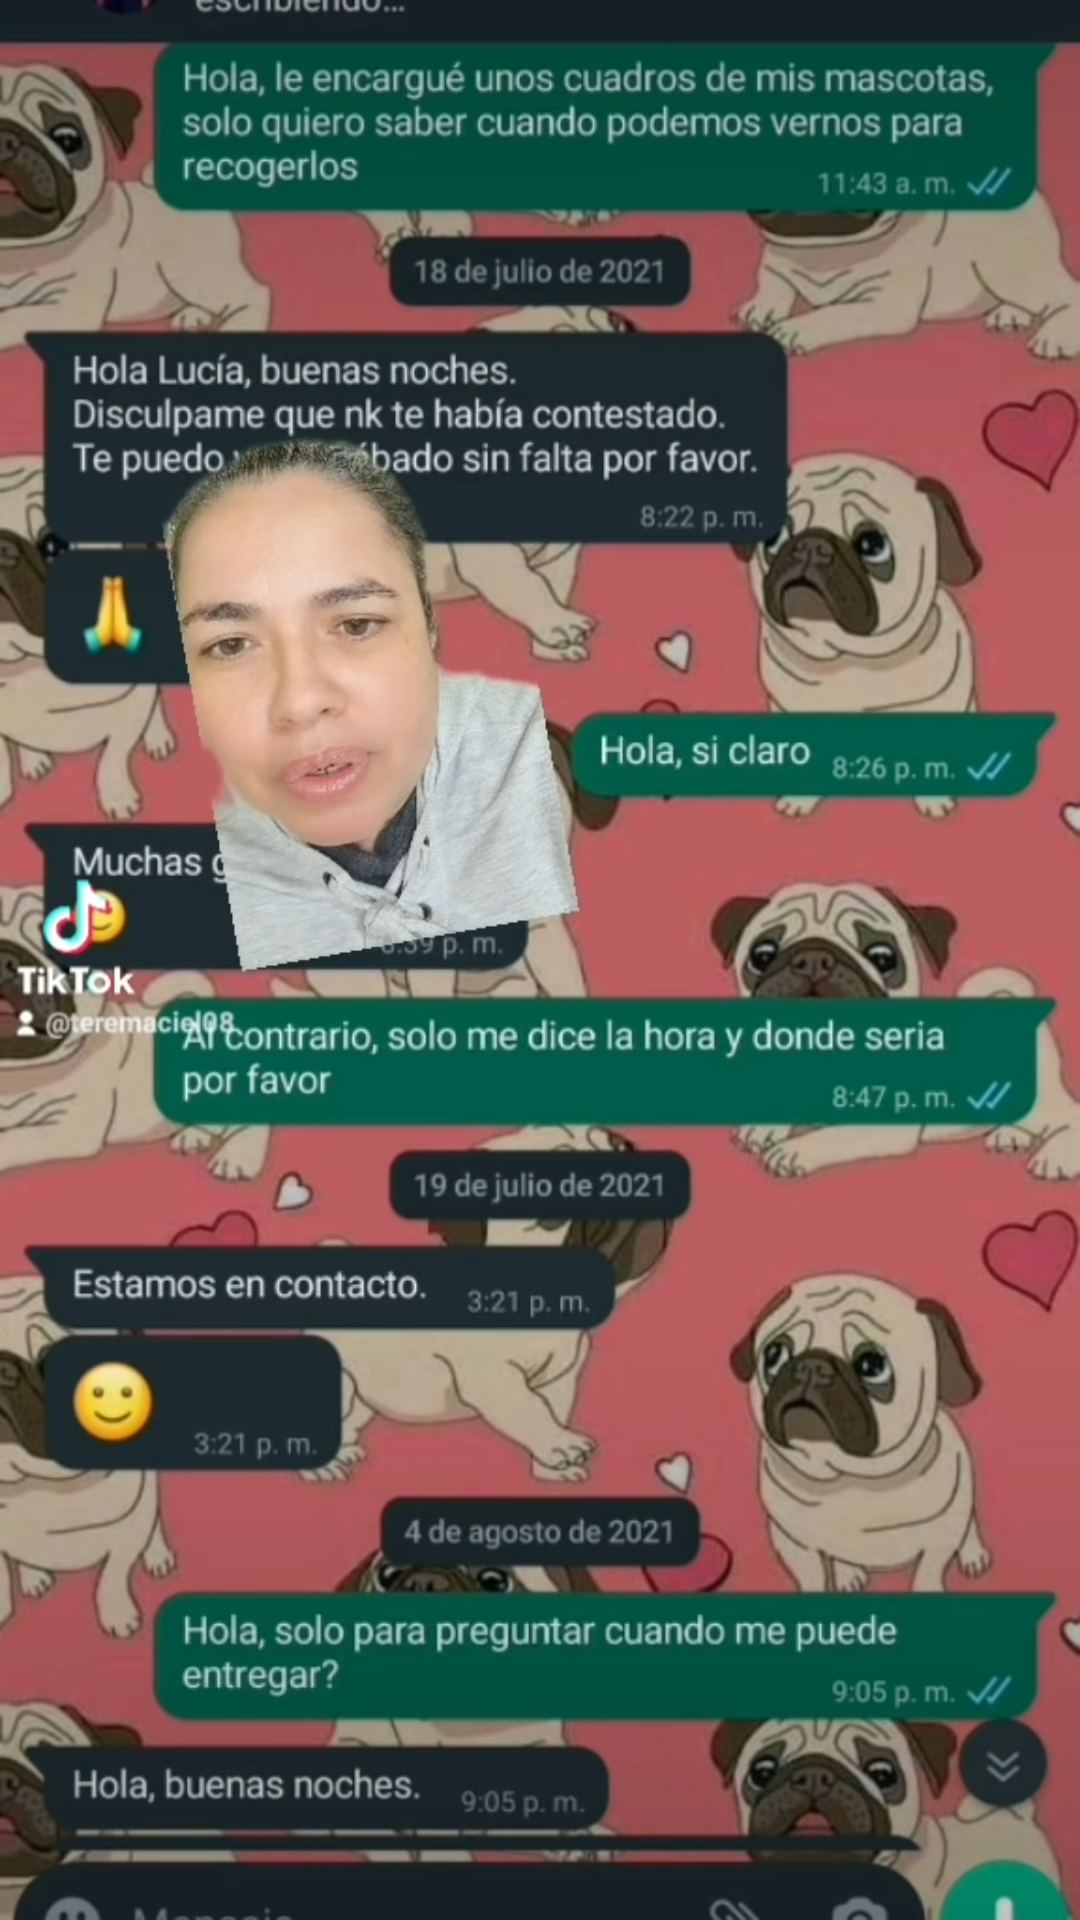 escribiendo...
Hola, le encargué unos cuadros de mis mascotas,
solo quiero saber cuando podemos vernos para
recogerlos
11:43 a. m.
18 de julio de 2021
Hola Lucía, buenas noches.
Disculpame que nk te había contestado.
Te puedo sin falta por favor.
8:22 p. m.
Hola, si claro 8:26 p. m.
Muchas
p. m.
TikTok
@teremaciel08
Al contrario, solo me dice la hora y donde seria
por favor
8:47 p. m.
19 de julio de 2021
Estamos en contacto. 3:21 p. m.
3:21 p. m.
4 de agosto de 2021
Hola, solo para preguntar cuando me puede
entregar?
9:05 p. m.
Hola, buenas noches. 9:05 p. m.
Mensaje